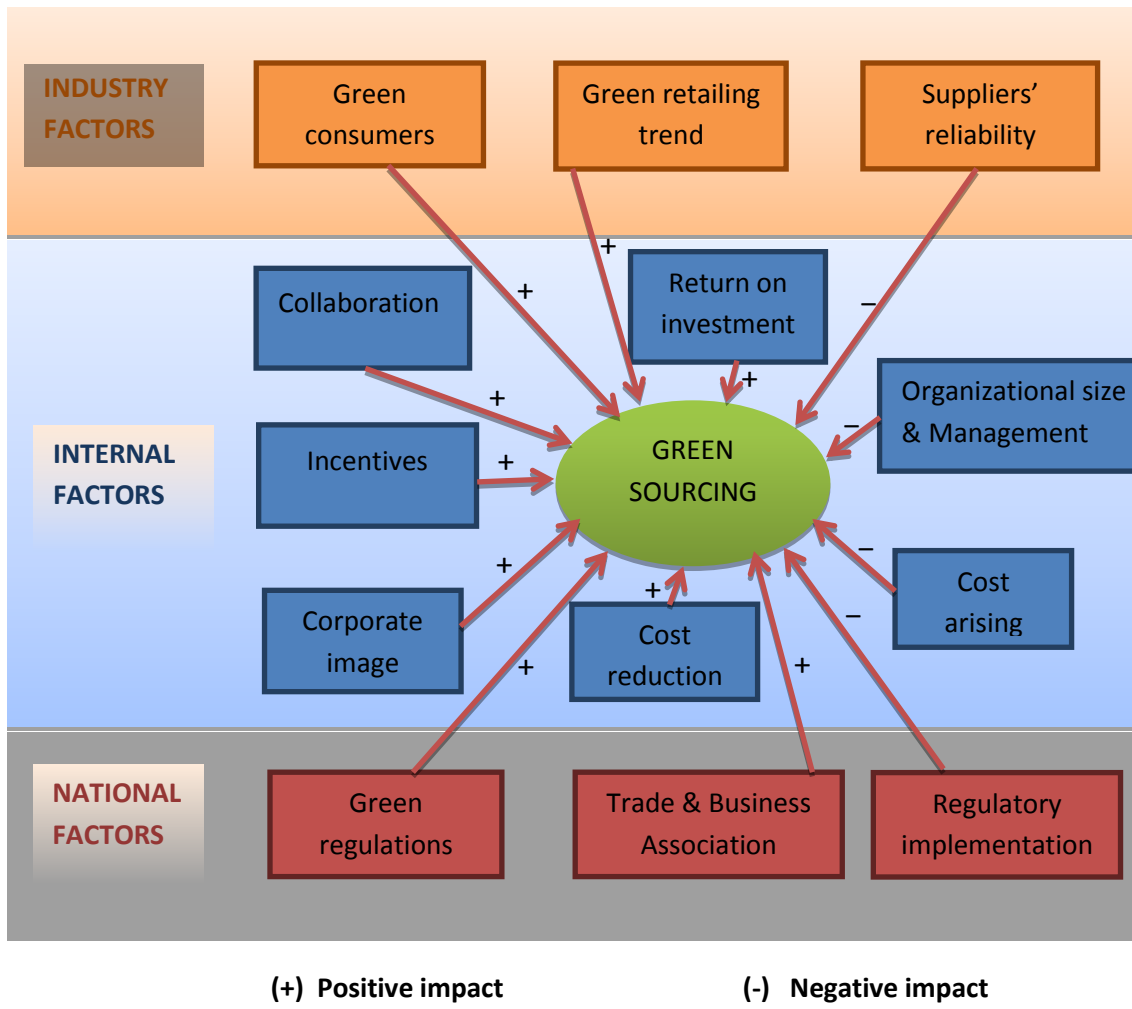 INDUSTRY
FACTORS
Green
consumers
Green retailing
trend
Suppliers’
reliability
+
+
–
Collaboration
Return on
investment
+
+
Organizational size
& Management
–
INTERNAL
FACTORS
Incentives
+
GREEN
SOURCING
Corporate
image
+
Cost
reduction
+
Cost
arising
–
+
+
–
NATIONAL
FACTORS
Green
regulations
Trade & Business
Association
Regulatory
implementation
(+) Positive impact
(-) Negative impact